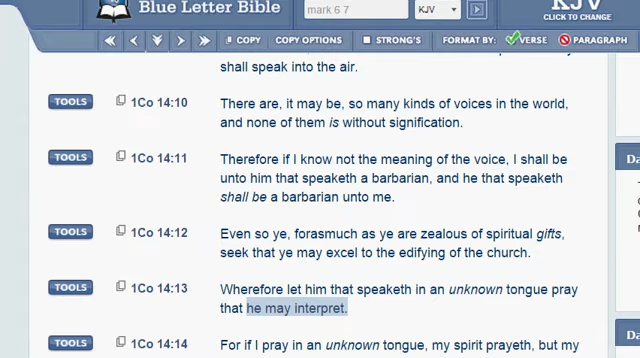 Blue Letter Bible
mark 6 7
KJV
KJV
CLICK TO CHANGE
COPY
COPY OPTIONS
STRONG'S
FORMAT BY:
VERSE
PARAGRAPH
shall speak into the air.
TOOLS 1Co 14:10 There are, it may be, so many kinds of voices in the world,
and none of them is without signification.
TOOLS 1Co 14:11 Therefore if I know not the meaning of the voice, I shall be
unto him that speaketh a barbarian, and he that speaketh
shall be a barbarian unto me.
TOOLS 1Co 14:12 Even so ye, forasmuch as ye are zealous of spiritual gifts,
seek that ye may excel to the edifying of the church.
TOOLS 1Co 14:13 Wherefore let him that speaketh in an unknown tongue pray
that he may interpret.
TOOLS 1Co 14:14 For if I pray in an unknown tongue, my spirit prayeth, but my